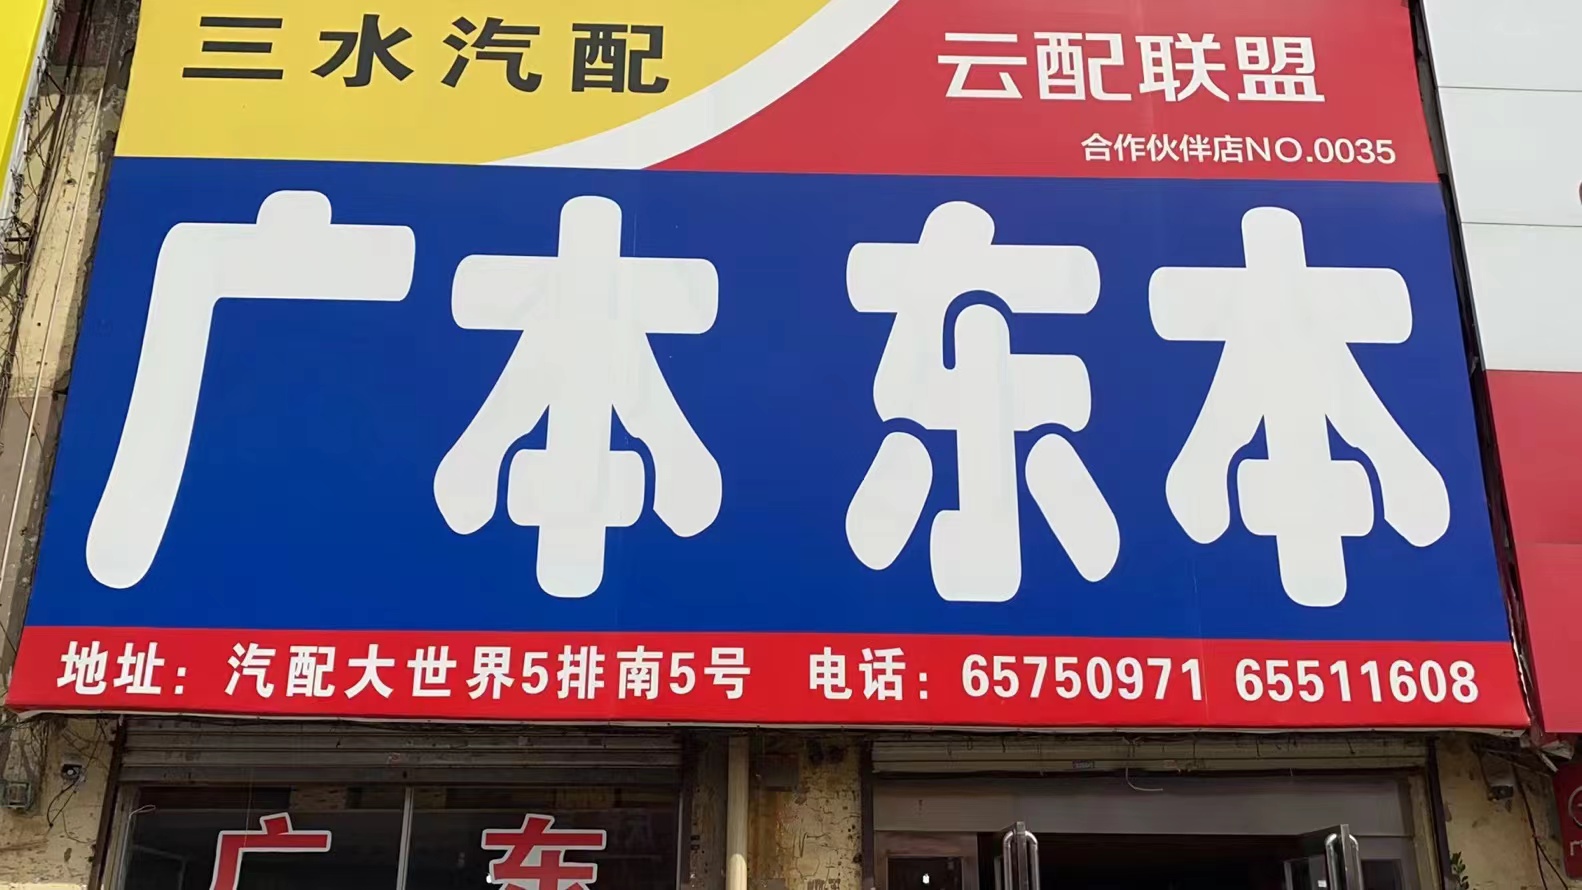 三水汽配
云配联盟
合作伙伴店NO.0035
广本 东本
地址：汽配大世界5排南5号 电话：65750971 65511608
广 东